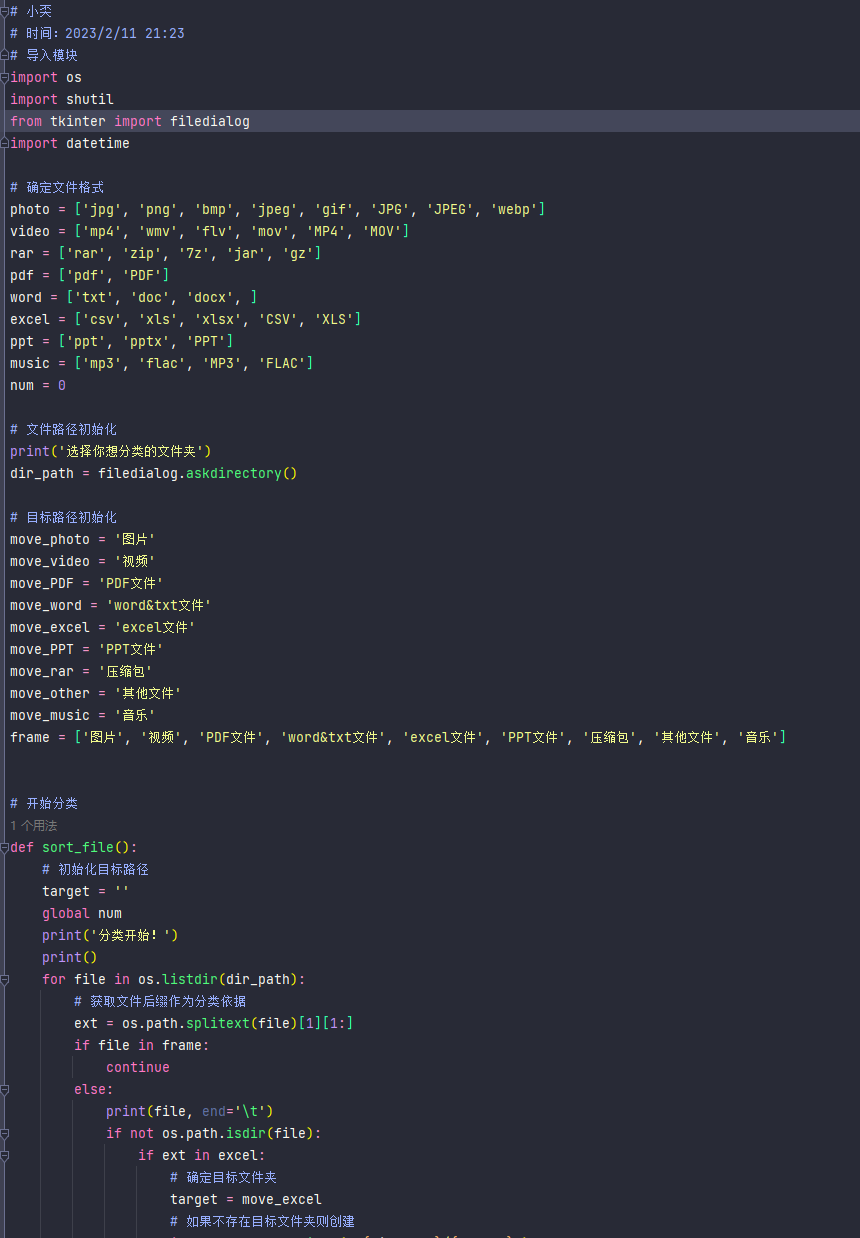 # 小奀
# 时间：2023/2/11 21:23
# 导入模块
import os
import shutil
from tkinter import filedialog
import datetime
# 确定文件格式
photo = ['jpg', 'png', 'bmp', 'jpeg', 'gif', 'JPG', 'JPEG', 'webp']
video = ['mp4', 'wmv', 'flv', 'mov', 'MP4', 'MOV']
rar = ['rar', 'zip', '7z', 'jar', 'gz']
pdf = ['pdf', 'PDF']
word = ['txt', 'doc', 'docx', ]
excel = ['csv', 'xls', 'xlsx', 'CSV', 'XLS']
ppt = ['ppt', 'pptx', 'PPT']
music = ['mp3', 'flac', 'MP3', 'FLAC']
num = 0
# 文件路径初始化
print('选择你想分类的文件夹')
dir_path = filedialog.askdirectory()
# 目标路径初始化
move_photo = '图片'
move_video = '视频'
move_PDF = 'PDF文件'
move_word = 'word&txt文件'
move_excel = 'excel文件'
move_PPT = 'PPT文件'
move_rar = '压缩包'
move_other = '其他文件'
move_music = '音乐'
frame = ['图片', '视频', 'PDF文件', 'word&txt文件', 'excel文件', 'PPT文件', '压缩包', '其他文件', '音乐']
# 开始分类
1 个用法
def sort_file():
# 初始化目标路径
target = ''
global num
print('分类开始！')
print()
for file in os.listdir(dir_path):
# 获取文件后缀作为分类依据
ext = os.path.splitext(file)[1][1:]
if file in frame:
continue
else:
print(file, end='\t')
if not os.path.isdir(file):
if ext in excel:
# 确定目标文件夹
target = move_excel
# 如果不存在目标文件夹则创建